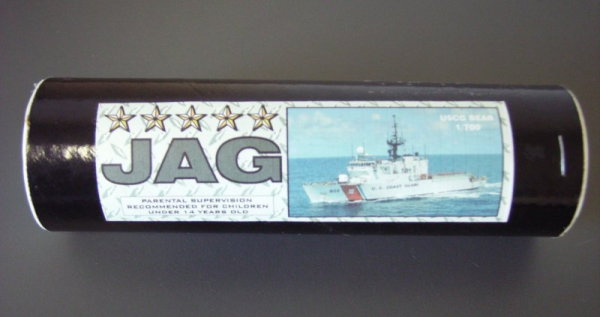 JAG
PARENTAL SUPERVISION
RECOMMENDED FOR CHILDREN
UNDER 14 YEARS OLD
USCG BEAR
1:700
U.S. COAST GUARD